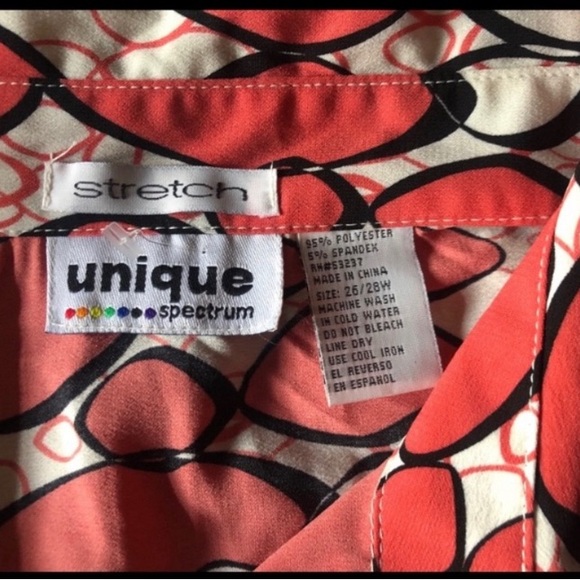 stretch
unique
spectrum
95% POLYESTER
5% SPANDEX
RN#53237
MADE IN CHINA
SIZE: 26/28W
MACHINE WASH
IN COLD WATER
DO NOT BLEACH
LINE DRY
USE COOL IRON
EL REVERSO
EN ESPANOL